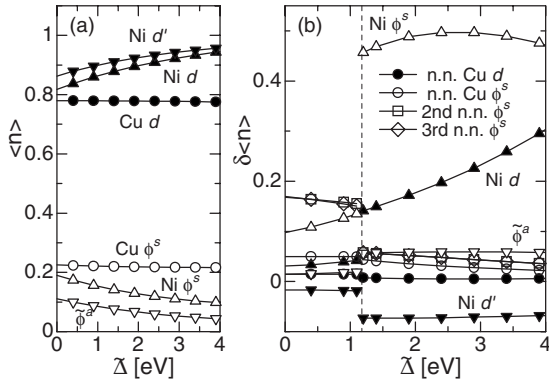 (a)
Ni d'
Ni d
Cu d
Cu ϕˢ
Ni ϕˢ
ϕ̃ᵃ
<n>
1
0.8
0.6
0.4
0.2
0
0 1 2 3 4
Δ̃ [eV]
(b)
Ni ϕˢ
n.n. Cu d
n.n. Cu ϕˢ
2nd n.n. ϕˢ
3rd n.n. ϕˢ
Ni d
ϕ̃ᵃ
Ni d'
δ<n>
0.4
0.2
0
0 1 2 3 4
Δ̃ [eV]